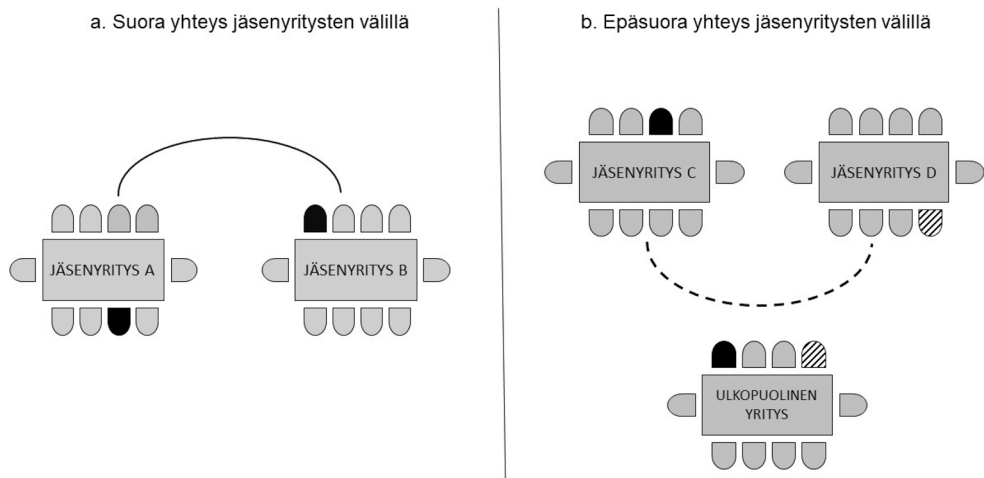 a. Suora yhteys jäsenyritysten välillä
JÄSENYRITYS A
JÄSENYRITYS B
b. Epäsuora yhteys jäsenyritysten välillä
JÄSENYRITYS C
JÄSENYRITYS D
ULKOPUOLINEN
YRITYS